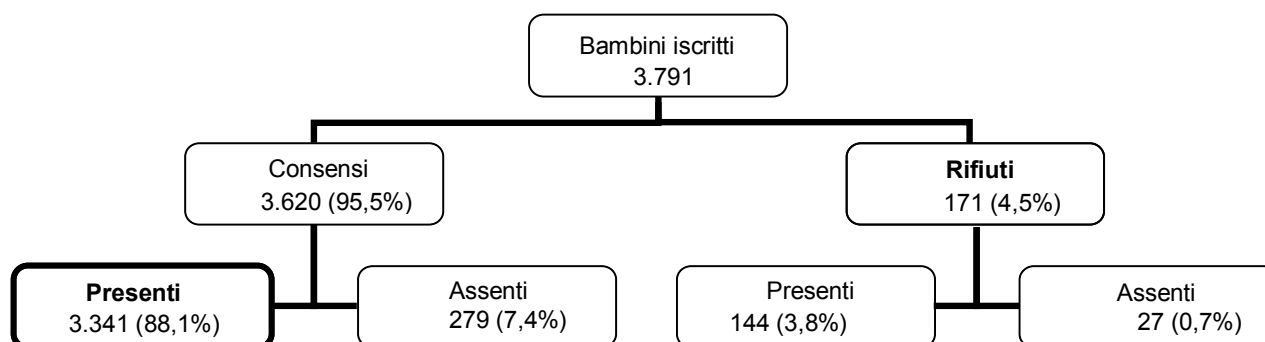 Bambini iscritti
3.791
Consensi
3.620 (95,5%)
Rifiuti
171 (4,5%)
Presenti
3.341 (88,1%)
Assenti
279 (7,4%)
Presenti
144 (3,8%)
Assenti
27 (0,7%)